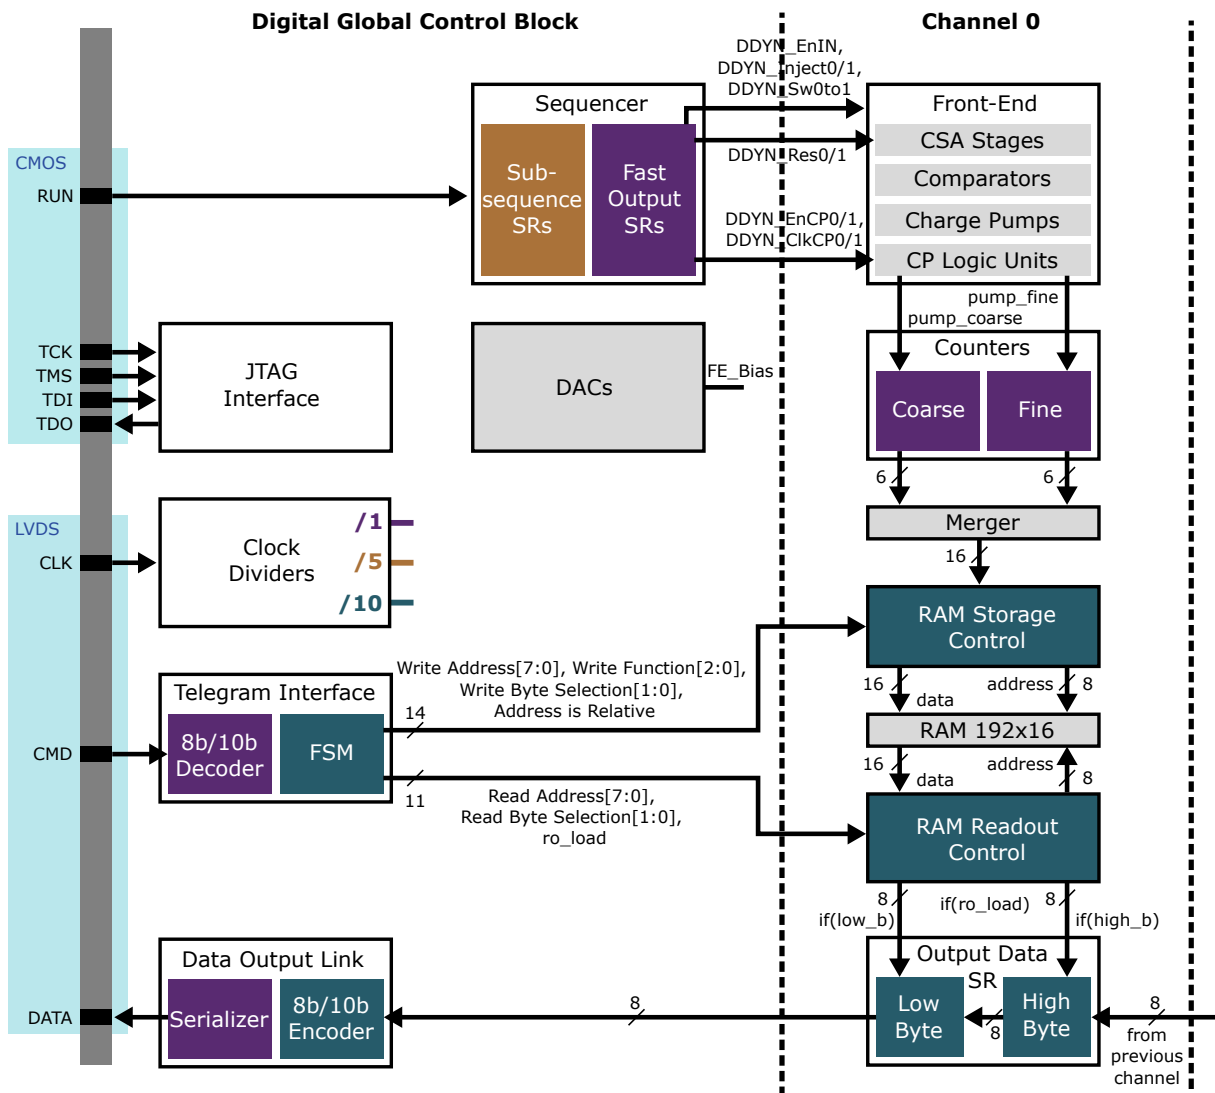 Digital Global Control Block
Channel 0
DDYN_EnIN,
DDYN_Inject0/1,
DDYN_Sw0to1
Sequencer
Front-End
Sub-
sequence
SRs
Fast
Output
SRs
CSA Stages
DDYN_Res0/1
CMOS
RUN
Comparators
DDYN_EnCP0/1,
DDYN_ClkCP0/1
Charge Pumps
CP Logic Units
pump_fine
pump_coarse
TCK
TMS
TDI
TDO
JTAG
Interface
DACs
FE_Bias
Counters
Coarse
Fine
6
6
Merger
16
LVDS
CLK
Clock
Dividers
/1
/5
/10
RAM Storage
Control
Write Address[7:0], Write Function[2:0],
Write Byte Selection[1:0],
Address is Relative
16
data
address
8
Telegram Interface
CMD
8b/10b
Decoder
FSM
14
11
RAM 192x16
16
data
address
8
Read Address[7:0],
Read Byte Selection[1:0],
ro_load
RAM Readout
Control
8
8
if(ro_load)
if(low_b)
if(high_b)
Data Output Link
Output Data
SR
DATA
Serializer
8b/10b
Encoder
8
Low
Byte
8
High
Byte
8
from
previous
channel